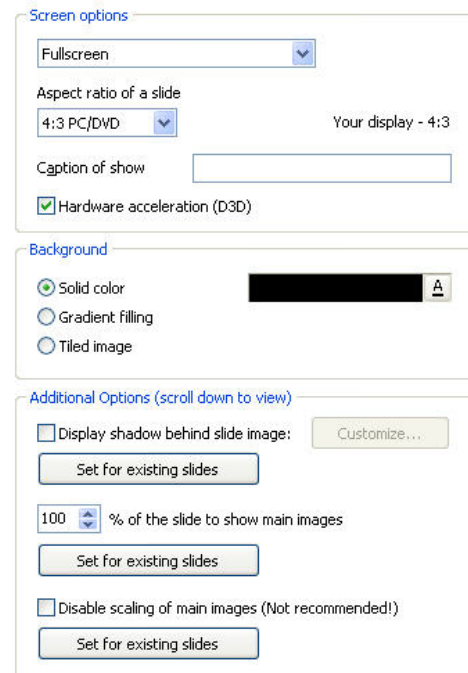 Screen options
Fullscreen
Aspect ratio of a slide
4:3 PC/DVD Your display - 4:3
Caption of show
Hardware acceleration (D3D)
Background
Solid color A
Gradient filling
Tiled image
Additional Options (scroll down to view)
Display shadow behind slide image: Customize...
Set for existing slides
100 % of the slide to show main images
Set for existing slides
Disable scaling of main images (Not recommended!)
Set for existing slides